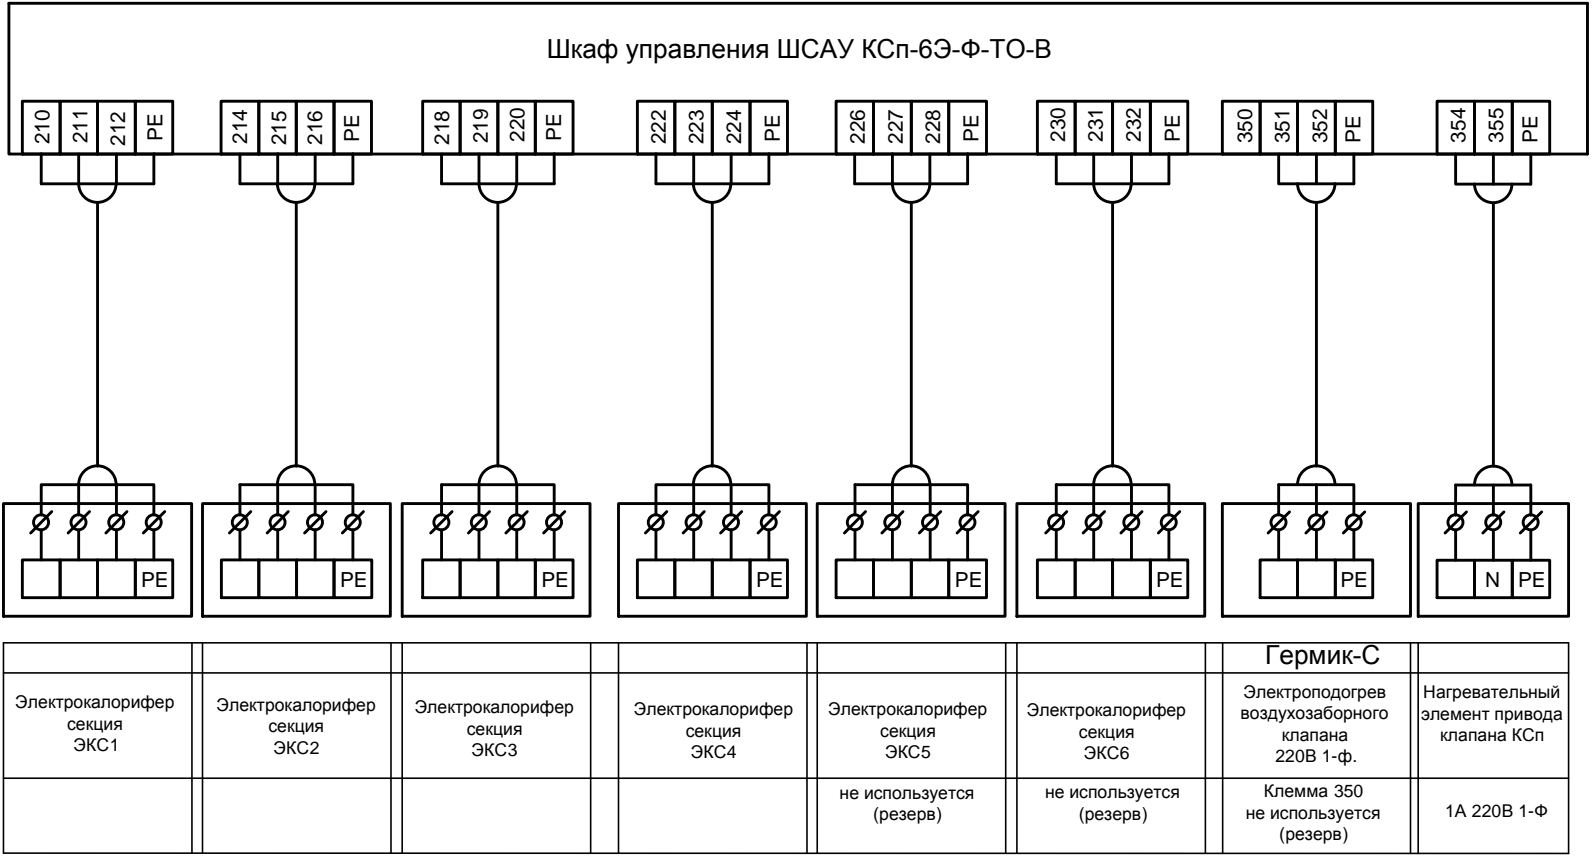 Шкаф управления ШСАУ КСп-6Э-Ф-ТО-В
210 211 212 PE
214 215 216 PE
218 219 220 PE
222 223 224 PE
226 227 228 PE
230 231 232 PE
350 351 352 PE
354 355 PE
PE
PE
PE
PE
PE
PE
PE
N PE
Электрокалорифер
секция
ЭКС1
Электрокалорифер
секция
ЭКС2
Электрокалорифер
секция
ЭКС3
Электрокалорифер
секция
ЭКС4
Электрокалорифер
секция
ЭКС5
не используется
(резерв)
Электрокалорифер
секция
ЭКС6
не используется
(резерв)
Гермик-С
Электроподогрев
воздухозаборного
клапана
220В 1-ф.
Клемма 350
не используется
(резерв)
Нагревательный
элемент привода
клапана КСп
1А 220В 1-Ф